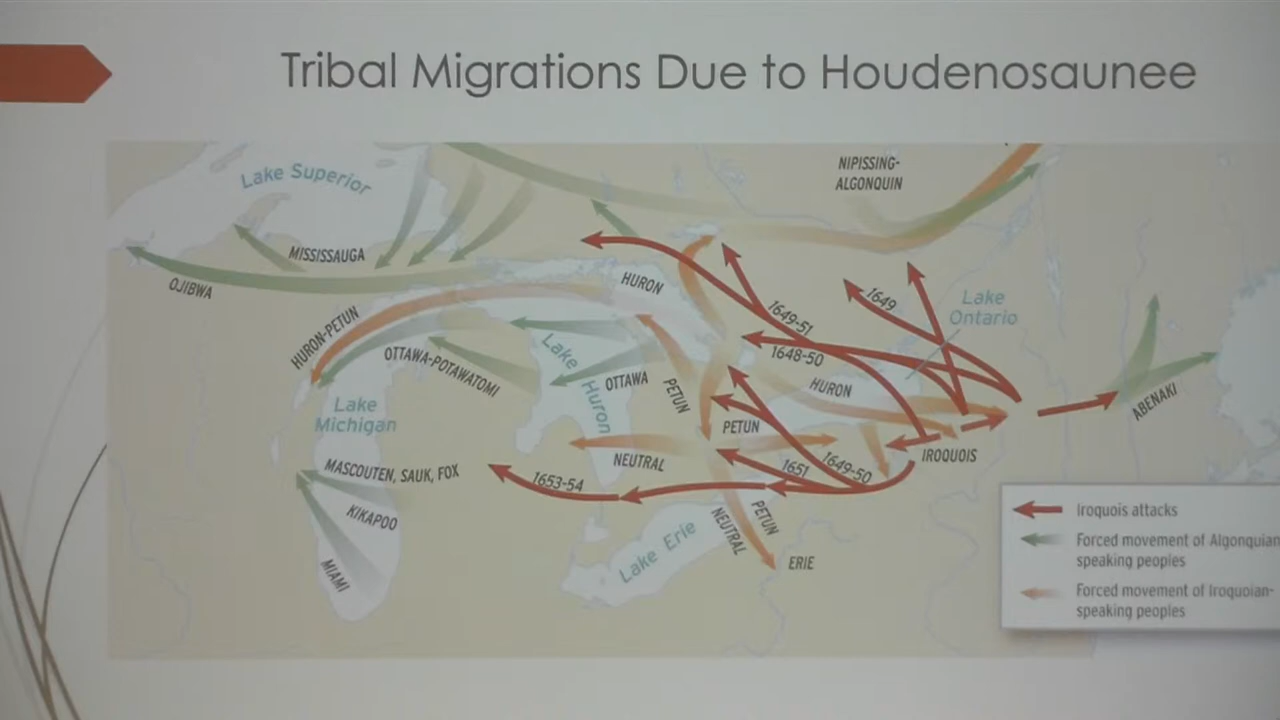 Tribal Migrations Due to Houdenosaunee
Lake Superior
NIPISSING-
ALGONQUIN
MISSISSAUGA
OJIBWA
HURON
HURON-PETUN
1649-51
1649
Lake
Ontario
1648-50
OTTAWA-POTAWATOMI
Lake Huron
OTTAWA
PETUN
HURON
ABENAKI
Lake
Michigan
PETUN
IROQUOIS
NEUTRAL
MASCOUTEN, SAUK, FOX
1653-54
1651
1649-50
KIKAPOO
MIAMI
Lake Erie
NEUTRAL
PETUN
ERIE
Iroquois attacks
Forced movement of Algonquian
speaking peoples
Forced movement of Iroquoian-
speaking peoples